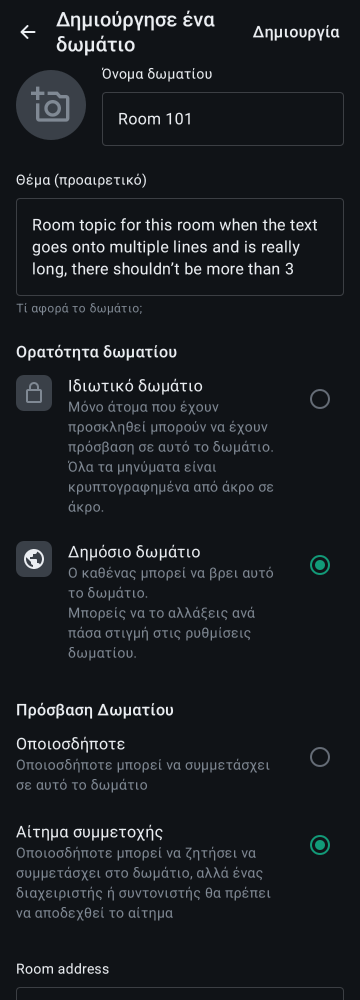 Δημιούργησε ένα
δωμάτιο
Δημιουργία
Όνομα δωματίου
Room 101
Θέμα (προαιρετικό)
Room topic for this room when the text
goes onto multiple lines and is really
long, there shouldn’t be more than 3
Τί αφορά το δωμάτιο;
Ορατότητα δωματίου
Ιδιωτικό δωμάτιο
Μόνο άτομα που έχουν
προσκληθεί μπορούν να έχουν
πρόσβαση σε αυτό το δωμάτιο.
Όλα τα μηνύματα είναι
κρυπτογραφημένα από άκρο σε
άκρο.
Δημόσιο δωμάτιο
Ο καθένας μπορεί να βρει αυτό
το δωμάτιο.
Μπορείς να το αλλάξεις ανά
πάσα στιγμή στις ρυθμίσεις
δωματίου.
Πρόσβαση Δωματίου
Οποιοσδήποτε
Οποιοσδήποτε μπορεί να συμμετάσχει
σε αυτό το δωμάτιο
Αίτημα συμμετοχής
Οποιοσδήποτε μπορεί να ζητήσει να
συμμετάσχει στο δωμάτιο, αλλά ένας
διαχειριστής ή συντονιστής θα πρέπει
να αποδεχθεί το αίτημα
Room address